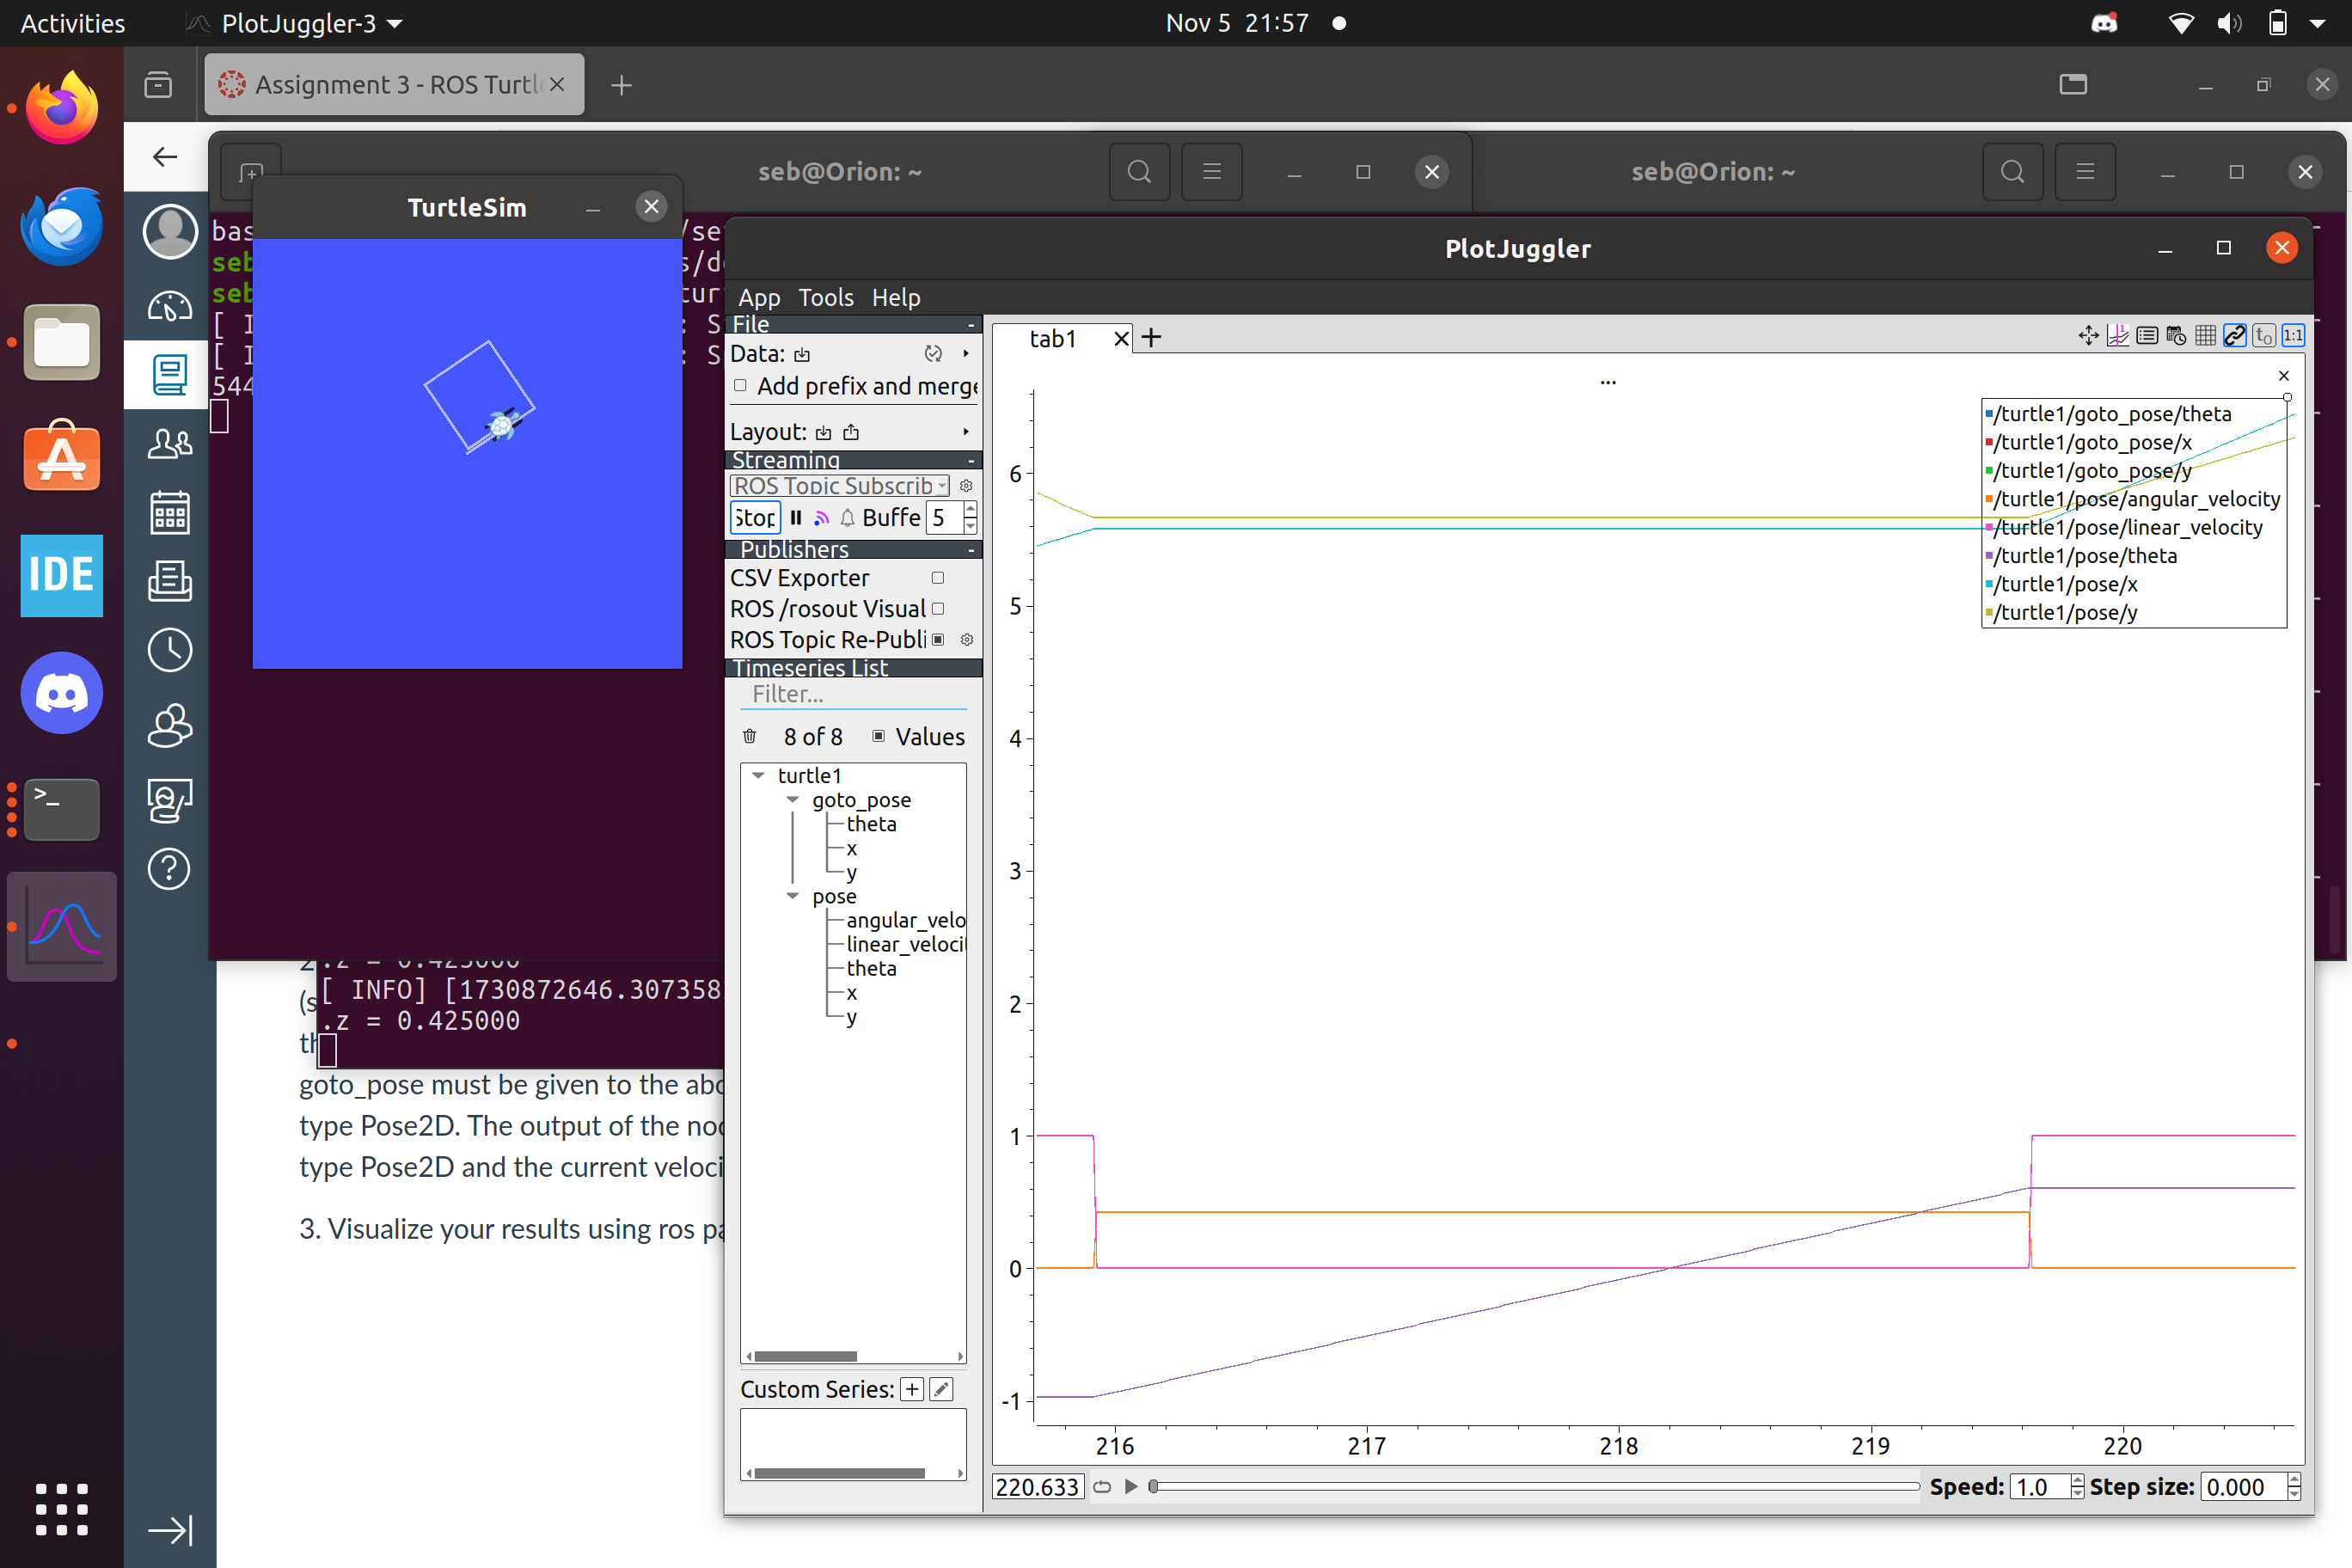 Activities
PlotJuggler-3
Nov 5 21:57
Assignment 3 - ROS Turtl
seb@Orion: ~
seb@Orion: ~
TurtleSim
bas
/se
seb
s/d
seb
tur
[ I
: S
[ I
: S
544
PlotJuggler
App Tools Help
File
Data:
Add prefix and merge
Layout:
Streaming
ROS Topic Subscrib
Stop
Buffe 5
Publishers
CSV Exporter
ROS /rosout Visual
ROS Topic Re-Publi
Timeseries List
Filter...
8 of 8 Values
turtle1
goto_pose
theta
x
y
pose
angular_velo
linear_velocit
theta
x
y
Custom Series:
tab1
1:1
...
/turtle1/goto_pose/theta
/turtle1/goto_pose/x
/turtle1/goto_pose/y
/turtle1/pose/angular_velocity
/turtle1/pose/linear_velocity
/turtle1/pose/theta
/turtle1/pose/x
/turtle1/pose/y
6
5
4
3
2
1
0
-1
216 217 218 219 220
220.633
Speed: 1.0 Step size: 0.000
.z = 0.425000
[ INFO] [1730872646.307358
.z = 0.425000
IDE
goto_pose must be given to the abo
type Pose2D. The output of the nod
type Pose2D and the current veloci
3. Visualize your results using ros pa